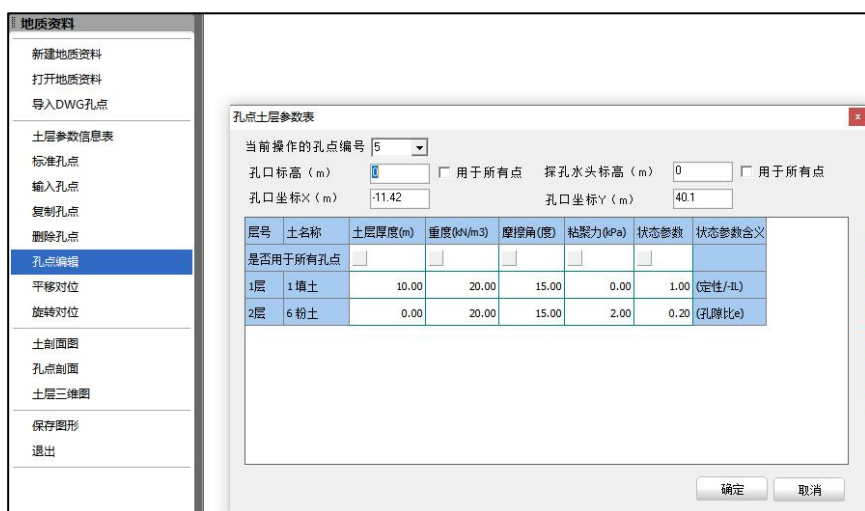 地质资料
新建地质资料
打开地质资料
导入DWG孔点
土层参数信息表
标准孔点
输入孔点
复制孔点
删除孔点
孔点编辑
平移对位
旋转对位
土剖面图
孔点剖面
土层三维图
保存图形
退出
孔点土层参数表
x
当前操作的孔点编号 5
孔口标高（m） 0 用于所有点 探孔水头标高（m） 0 用于所有点
孔口坐标X（m） -11.42 孔口坐标Y（m） 40.1
层号 土名称 土层厚度(m) 重度(kN/m3) 摩擦角(度) 粘聚力(kPa) 状态参数 状态参数含义
是否用于所有孔点
1层 1 填土 10.00 20.00 15.00 0.00 1.00 (定性/-IL)
2层 6 粉土 0.00 20.00 15.00 2.00 0.20 (孔隙比e)
确定 取消